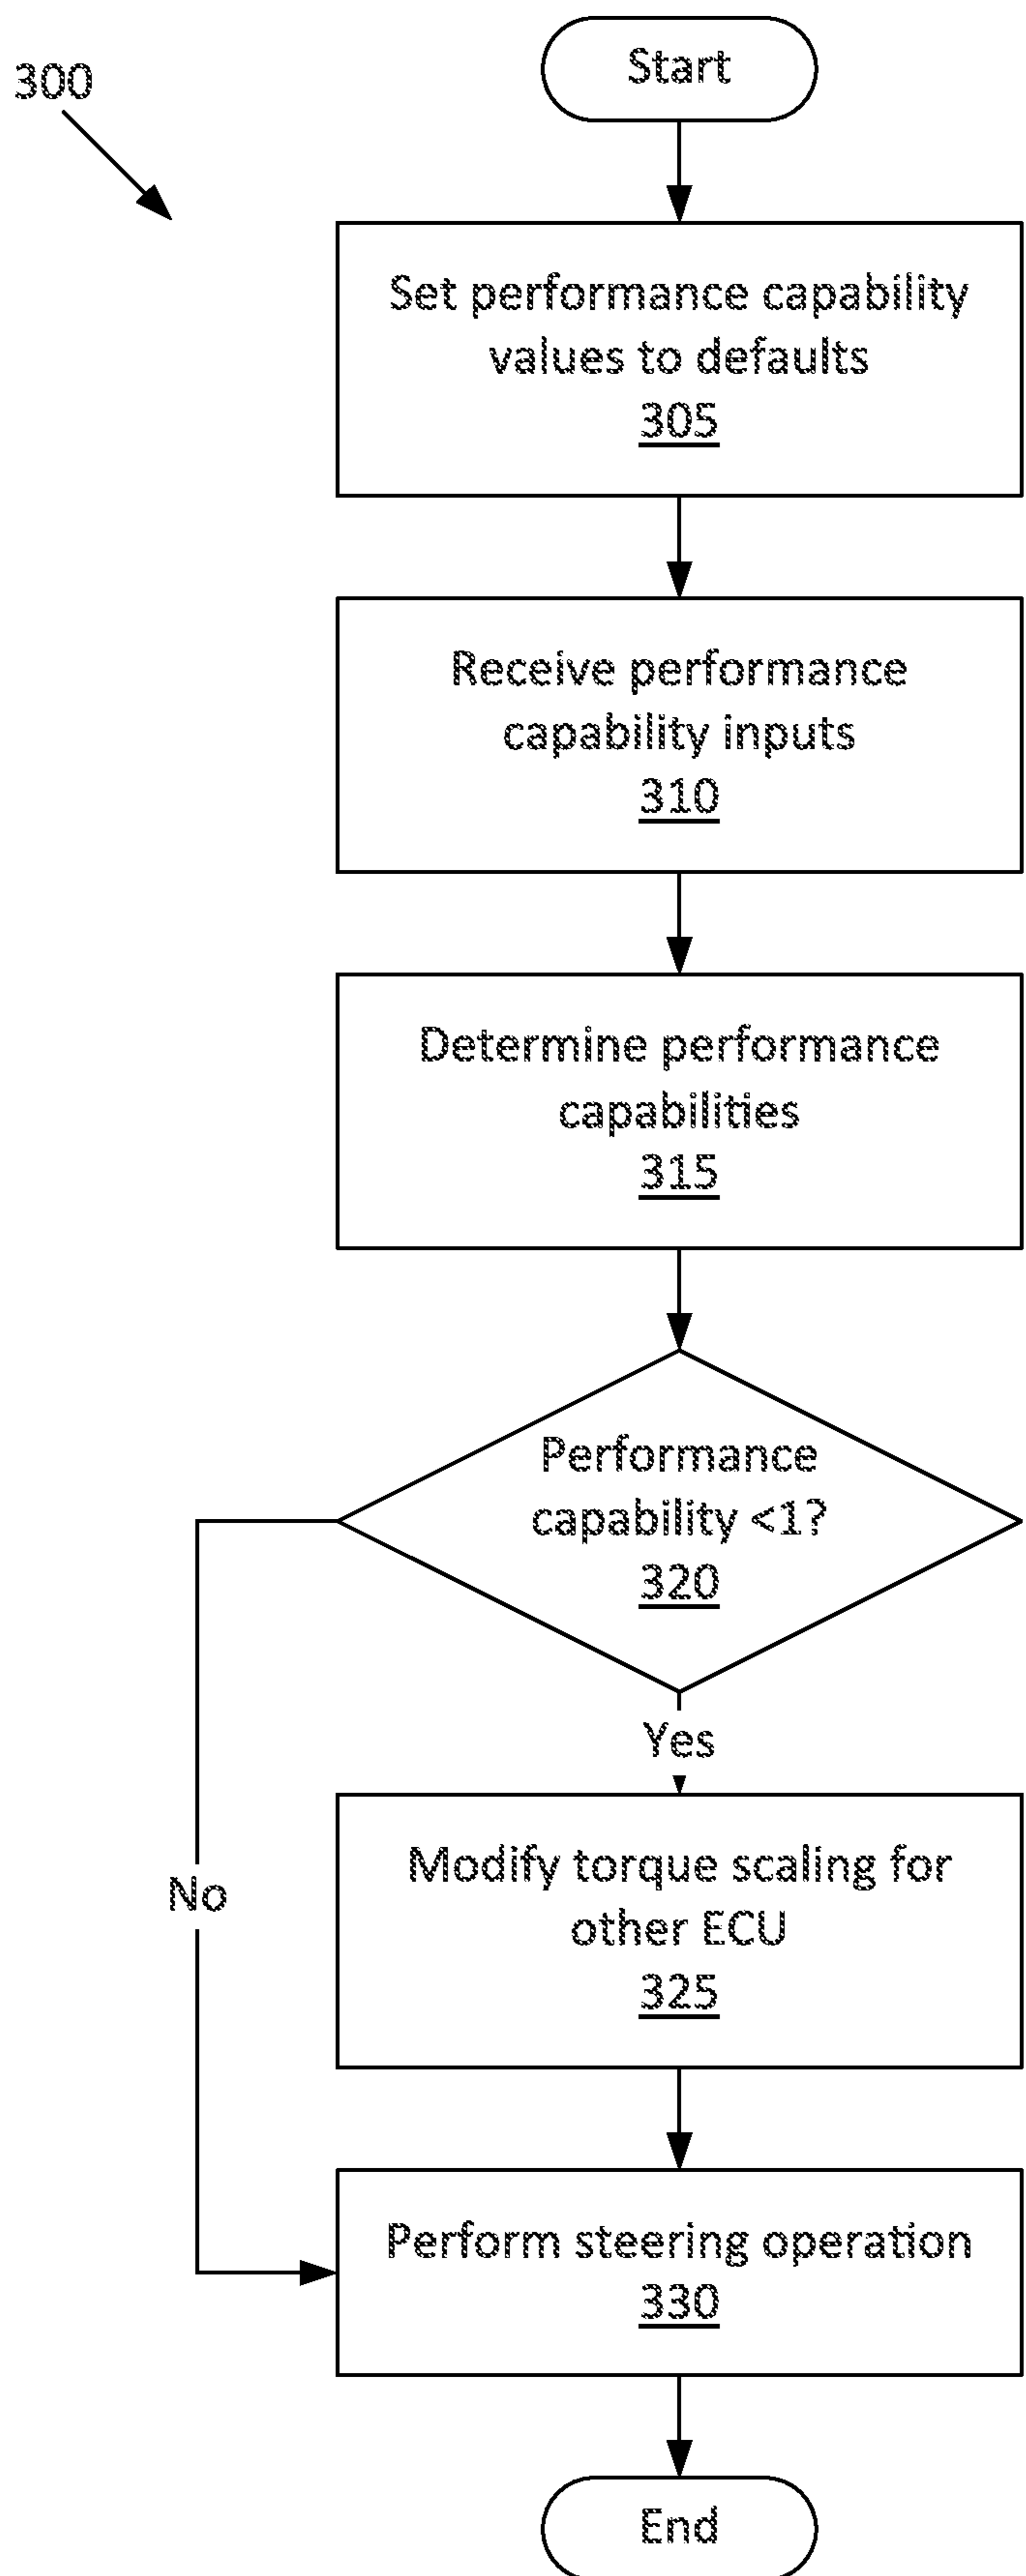 Start
300
Set performance capability
values to defaults
305
Receive performance
capability inputs
310
Determine performance
capabilities
315
Performance
capability <1?
320
Yes
Modify torque scaling for
other ECU
325
No
Perform steering operation
330
End